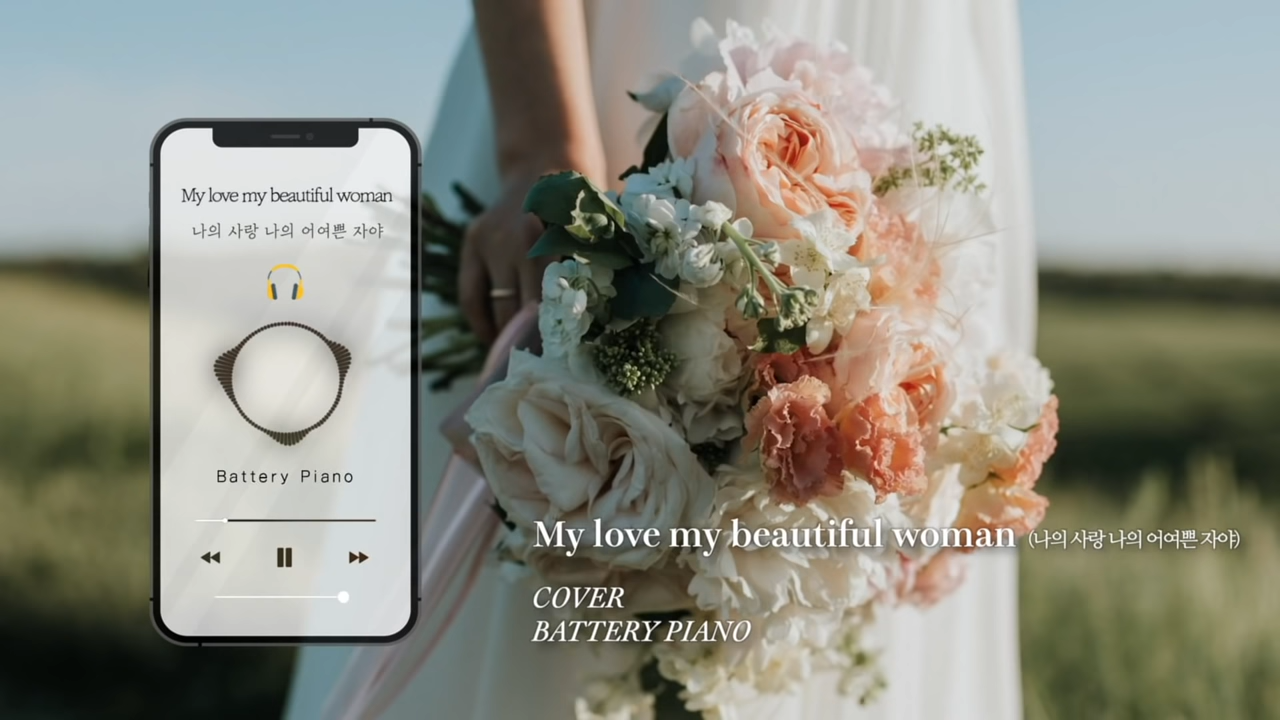 My love my beautiful woman
나의 사랑 나의 어여쁜 자야
Battery Piano
My love my beautiful woman (나의 사랑 나의 어여쁜 자야)
COVER
BATTERY PIANO